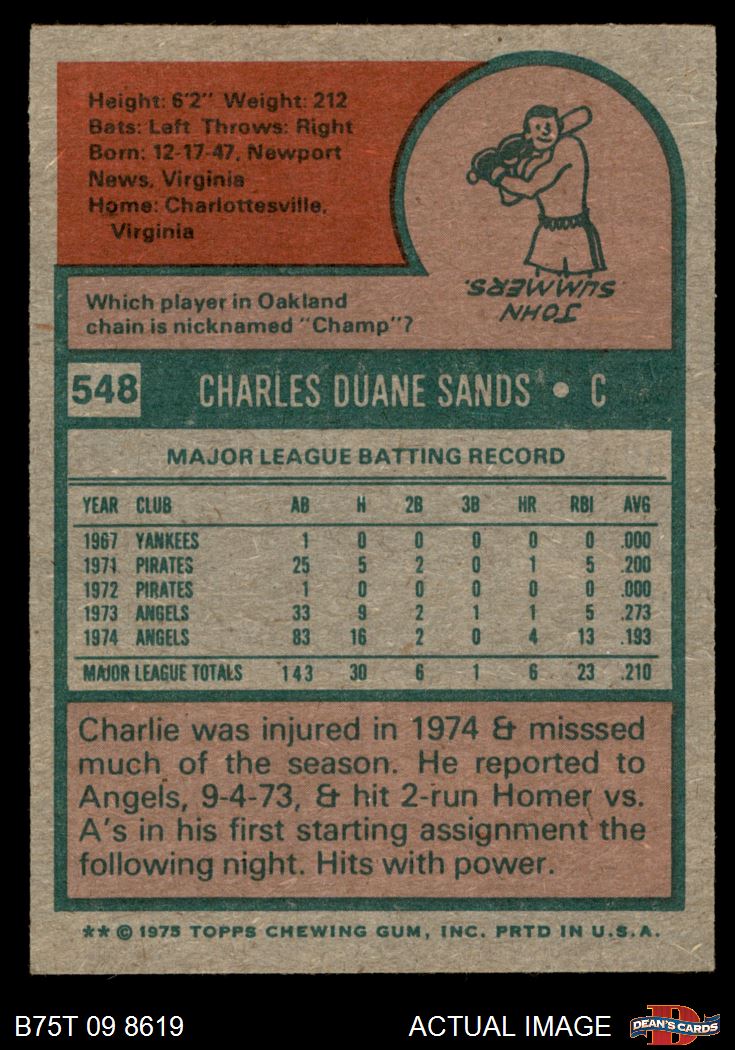 Height: 6'2" Weight: 212
Bats: Left Throws: Right
Born: 12-17-47, Newport
News, Virginia
Home: Charlottesville,
Virginia
Which player in Oakland
chain is nicknamed "Champ"?
JOHN
SUMMERS.
548 CHARLES DUANE SANDS • C
MAJOR LEAGUE BATTING RECORD
YEAR CLUB AB H 2B 3B HR RBI AVG
1967 YANKEES 1 0 0 0 0 0 .000
1971 PIRATES 25 5 2 0 1 5 .200
1972 PIRATES 1 0 0 0 0 0 .000
1973 ANGELS 33 9 2 1 1 5 .273
1974 ANGELS 83 16 2 0 4 13 .193
MAJOR LEAGUE TOTALS 143 30 6 1 6 23 .210
Charlie was injured in 1974 & misssed
much of the season. He reported to
Angels, 9-4-73, & hit 2-run Homer vs.
A's in his first starting assignment the
following night. Hits with power.
** © 1975 TOPPS CHEWING GUM, INC. PRTD IN U.S.A.
B75T 09 8619 ACTUAL IMAGE D DEAN'S CARDS